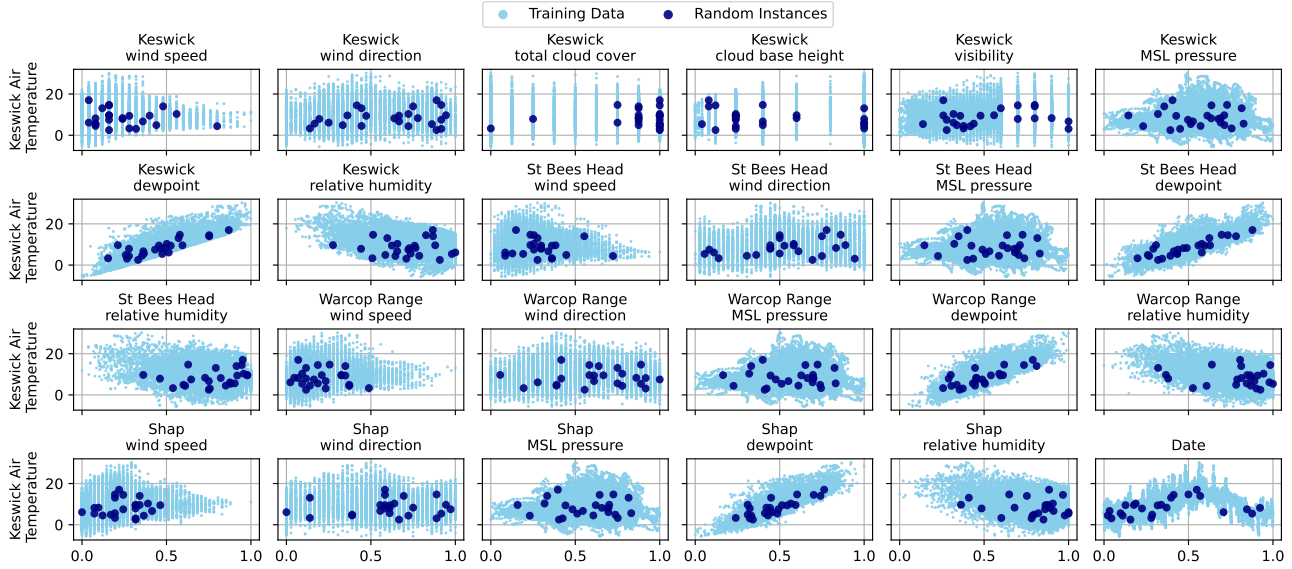 Training Data   Random Instances
Keswick   Keswick   Keswick   Keswick   Keswick   Keswick
wind speed   wind direction   total cloud cover   cloud base height   visibility   MSL pressure
Keswick Air
Temperature
20
0
Keswick   Keswick   St Bees Head   St Bees Head   St Bees Head   St Bees Head
dewpoint   relative humidity   wind speed   wind direction   MSL pressure   dewpoint
Keswick Air
Temperature
20
0
St Bees Head   Warcop Range   Warcop Range   Warcop Range   Warcop Range   Warcop Range
relative humidity   wind speed   wind direction   MSL pressure   dewpoint   relative humidity
Keswick Air
Temperature
20
0
Shap   Shap   Shap   Shap   Shap
wind speed   wind direction   MSL pressure   dewpoint   relative humidity   Date
Keswick Air
Temperature
20
0
0.0   0.5   1.0   0.0   0.5   1.0   0.0   0.5   1.0   0.0   0.5   1.0   0.0   0.5   1.0   0.0   0.5   1.0